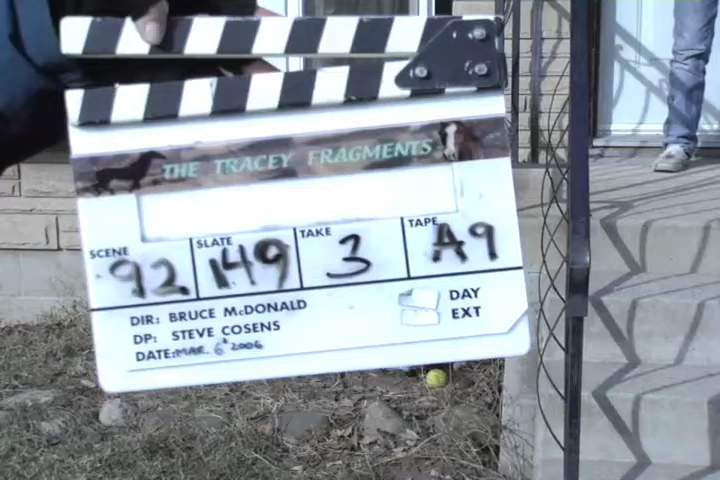 THE TRACEY FRAGMENTS
SCENE SLATE TAKE TAPE
92 149 3 A9
DIR: BRUCE McDONALD DAY
DP: STEVE COSENS EXT
DATE: MAR. 6th 2006